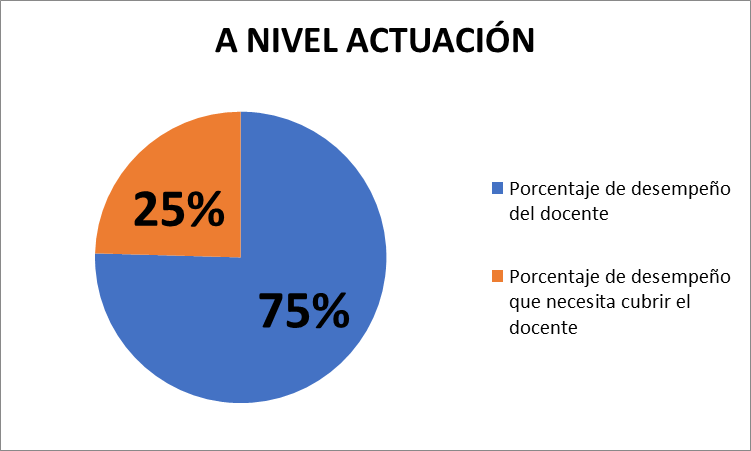 A NIVEL ACTUACIÓN
25%
75%
Porcentaje de desempeño
del docente
Porcentaje de desempeño
que necesita cubrir el
docente